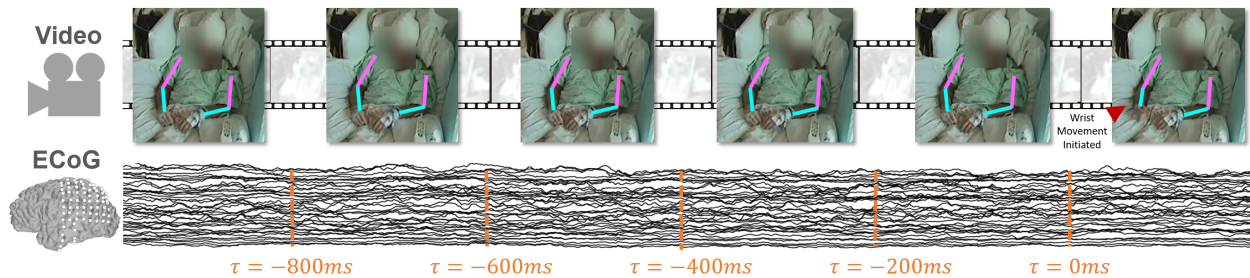 Video
Wrist
Movement
Initiated
ECoG
τ = −800ms
τ = −600ms
τ = −400ms
τ = −200ms
τ = 0ms